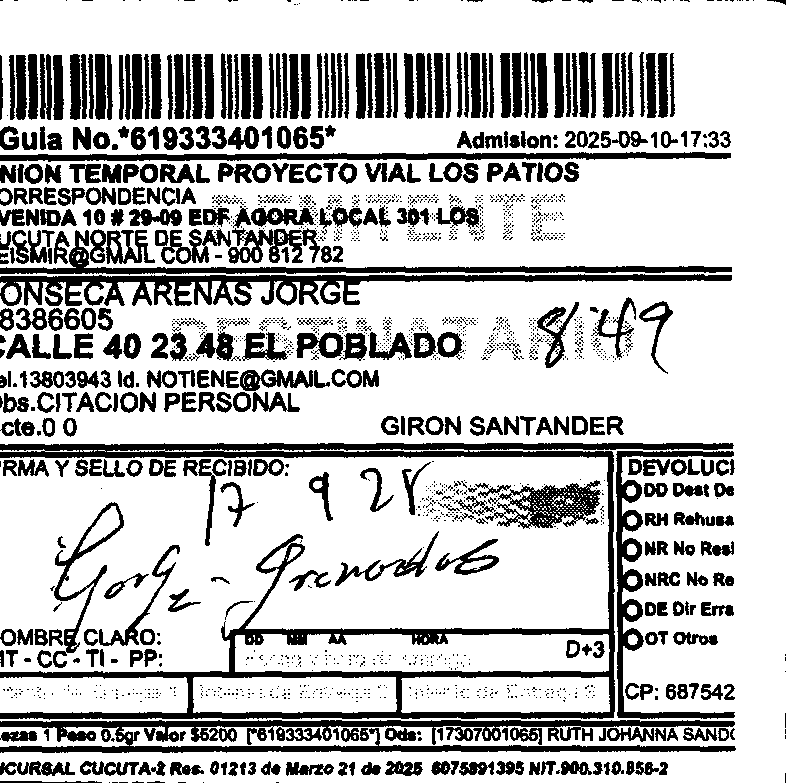 Guia No.*619333401065* Admision: 2025-09-10-17:33
NION TEMPORAL PROYECTO VIAL LOS PATIOS
ORRESPONDENCIA
VENIDA 10 # 29-09 EDF AGORA LOCAL 301 LOS
REMITENTE
UCUTA NORTE DE SANTANDER
EISMIR@GMAIL COM - 900 812 782
ONSECA ARENAS JORGE
8386605
DESTINATARIO
CALLE 40 23 48 EL POBLADO
8:49
el.13803943 Id. NOTIENE@GMAIL.COM
Obs.CITACION PERSONAL
cte.0 0 GIRON SANTANDER
RMA Y SELLO DE RECIBIDO:
17 9 25
DEVOLUCI
DD Dest De
RH Rehusa
NR No Resi
NRC No Re
DE Dir Erra
OT Otros
OMBRE CLARO:
IT - CC - TI - PP:
DD MM AA HORA
D+3
CP: 687542
ezas 1 Peso 0.5gr Valor $5200 [*619333401065*] Ods: [17307001065] RUTH JOHANNA SANDO
UCURSAL CUCUTA-2 Res. 01213 de Marzo 21 de 2025 6075891395 NIT.900.310.856-2